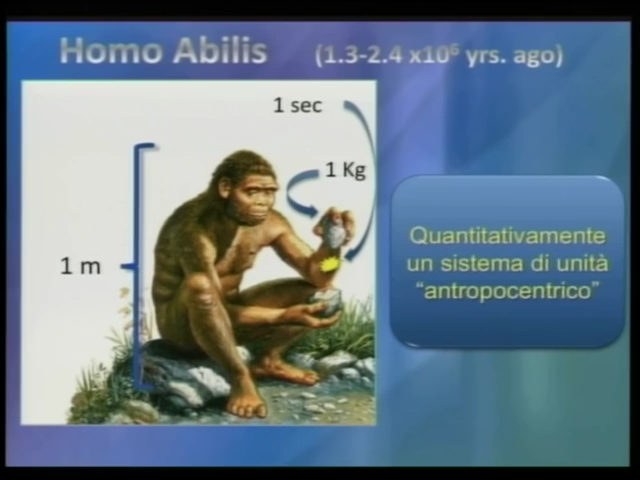 Homo Abilis (1.3-2.4 x10⁶ yrs. ago)
1 sec
1 Kg
1 m
Quantitativamente
un sistema di unità
“antropocentrico”